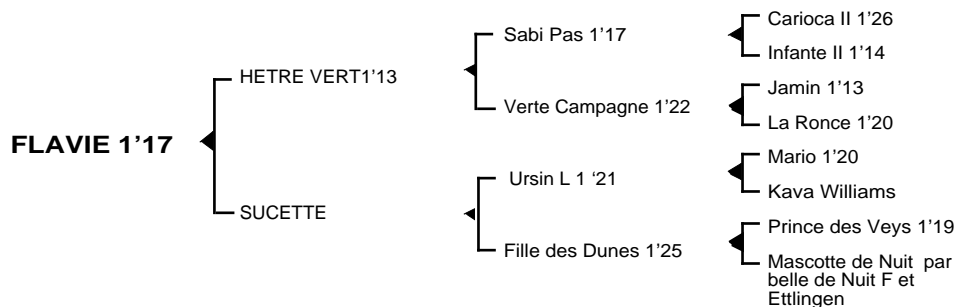 Carioca II 1’26
Sabi Pas 1’17
Infante II 1’14
HETRE VERT1’13
Jamin 1’13
Verte Campagne 1’22
La Ronce 1’20
FLAVIE 1’17
Mario 1’20
Ursin L 1 ‘21
Kava Williams
SUCETTE
Prince des Veys 1’19
Fille des Dunes 1’25
Mascotte de Nuit par
belle de Nuit F et
Ettlingen